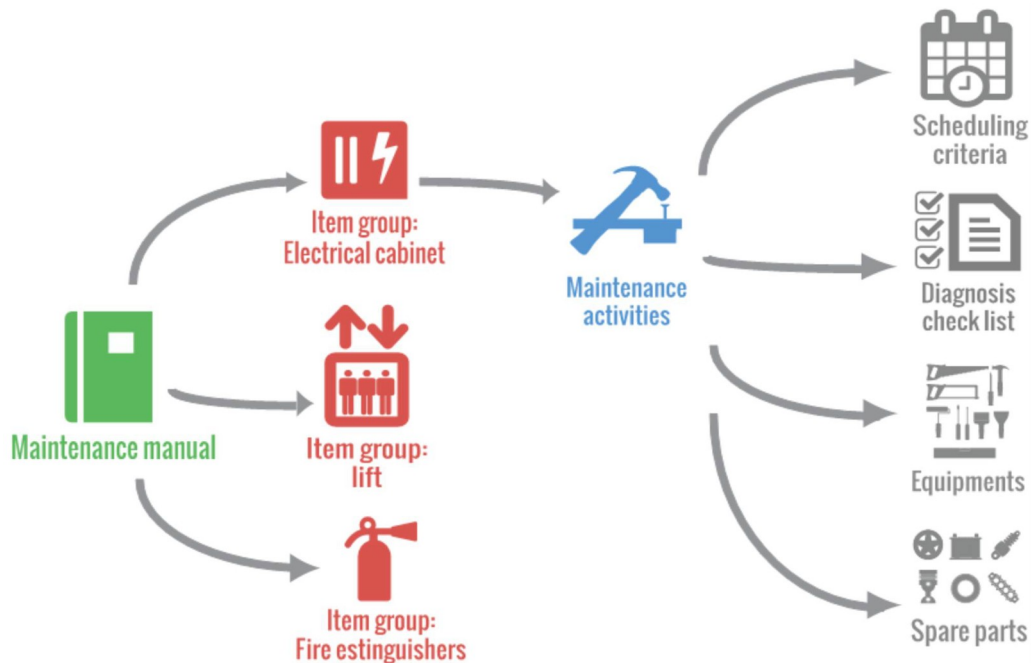 Maintenance manual
Item group:
Electrical cabinet
Item group:
lift
Item group:
Fire estinguishers
Maintenance
activities
Scheduling
criteria
Diagnosis
check list
Equipments
Spare parts